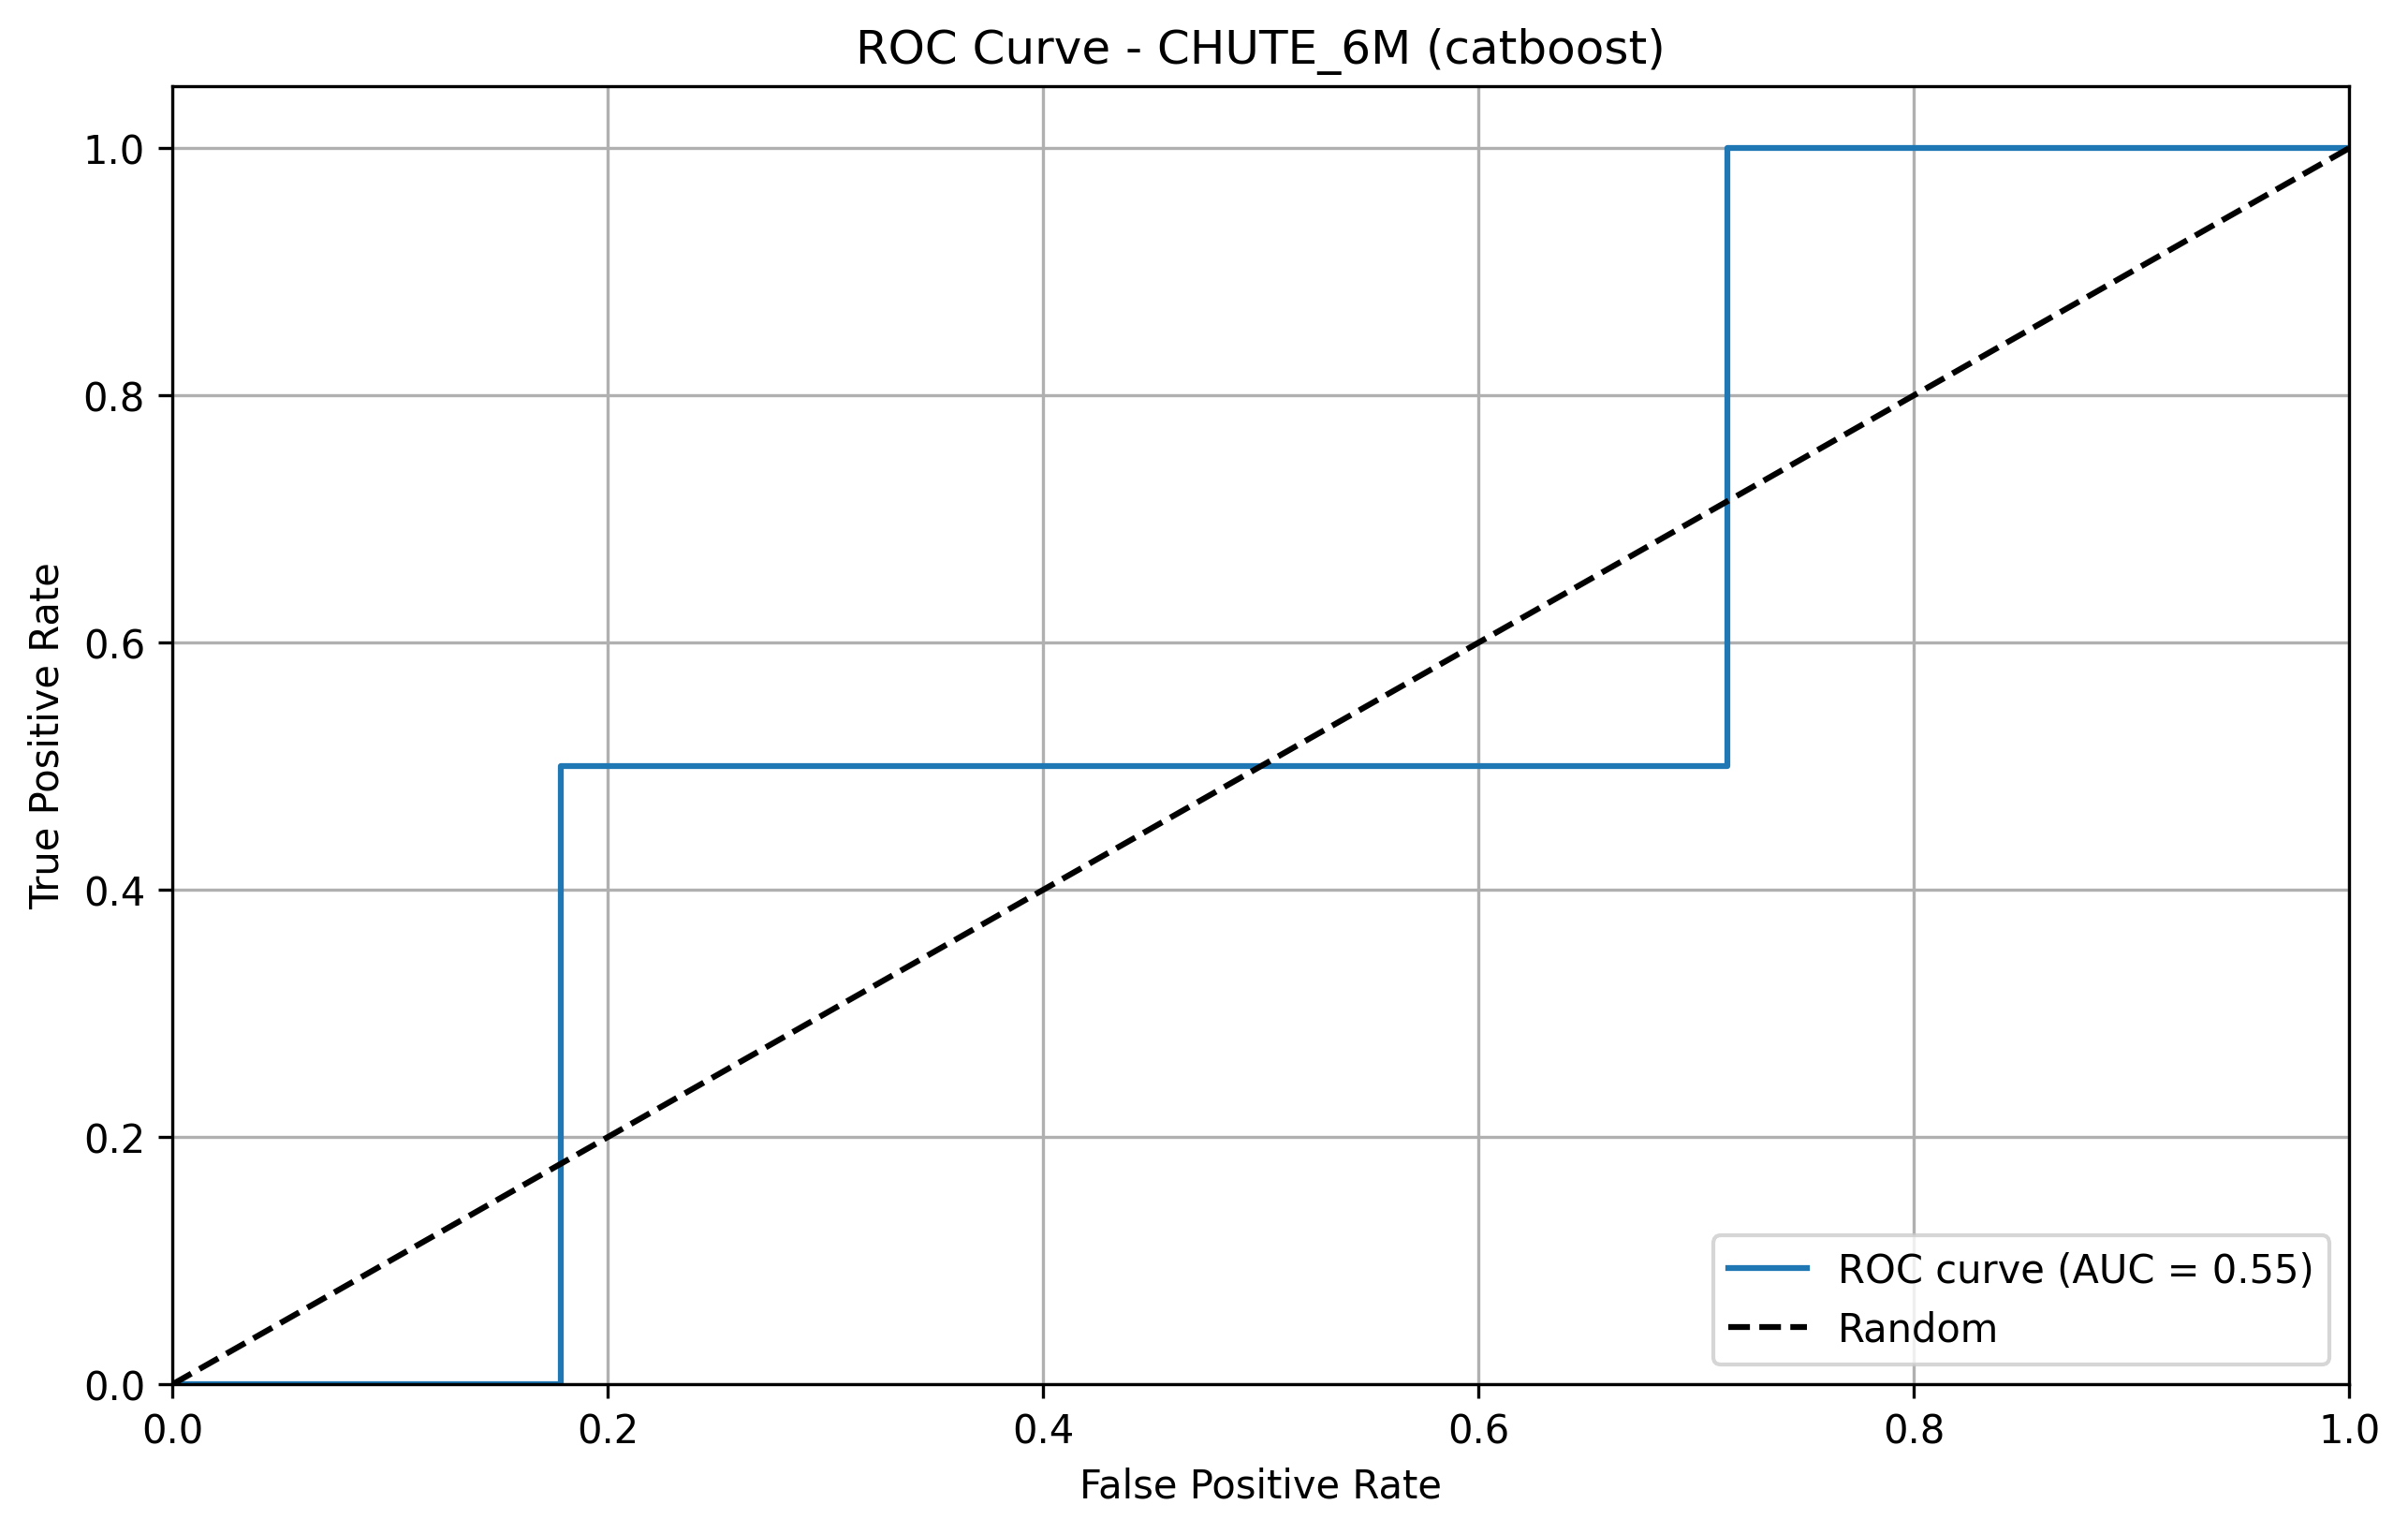 ROC Curve - CHUTE_6M (catboost)
1.0
0.8
0.6
0.4
0.2
0.0
True Positive Rate
0.0 0.2 0.4 0.6 0.8 1.0
False Positive Rate
ROC curve (AUC = 0.55)
Random